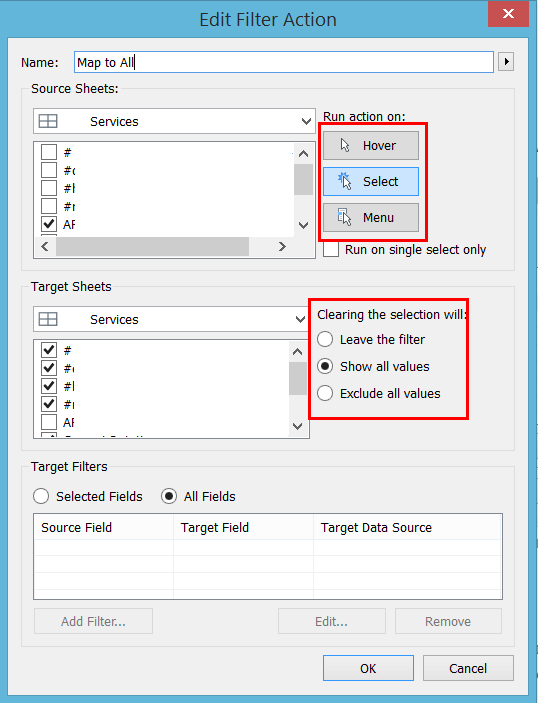 Edit Filter Action
Name: Map to All
Source Sheets:
Services
Run action on:
#
Hover
#
#
Select
#
AF
Menu
Run on single select only
Target Sheets
Services
Clearing the selection will:
Leave the filter
#
Show all values
#
#
Exclude all values
#
AF
Target Filters
Selected Fields All Fields
Source Field Target Field Target Data Source
Add Filter... Edit... Remove
OK Cancel